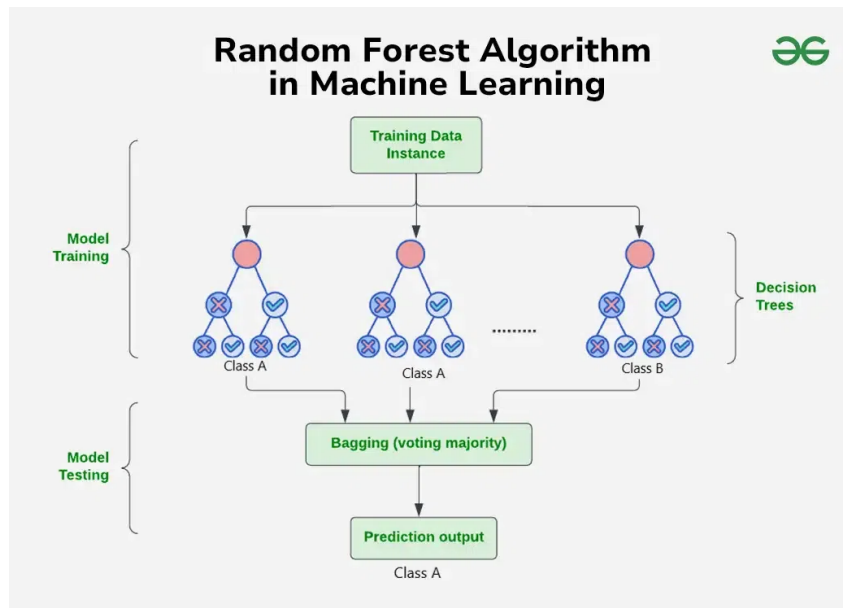 Random Forest Algorithm
in Machine Learning
Training Data
Instance
Model
Training
Decision
Trees
.........
Class A
Class A
Class B
Bagging (voting majority)
Model
Testing
Prediction output
Class A